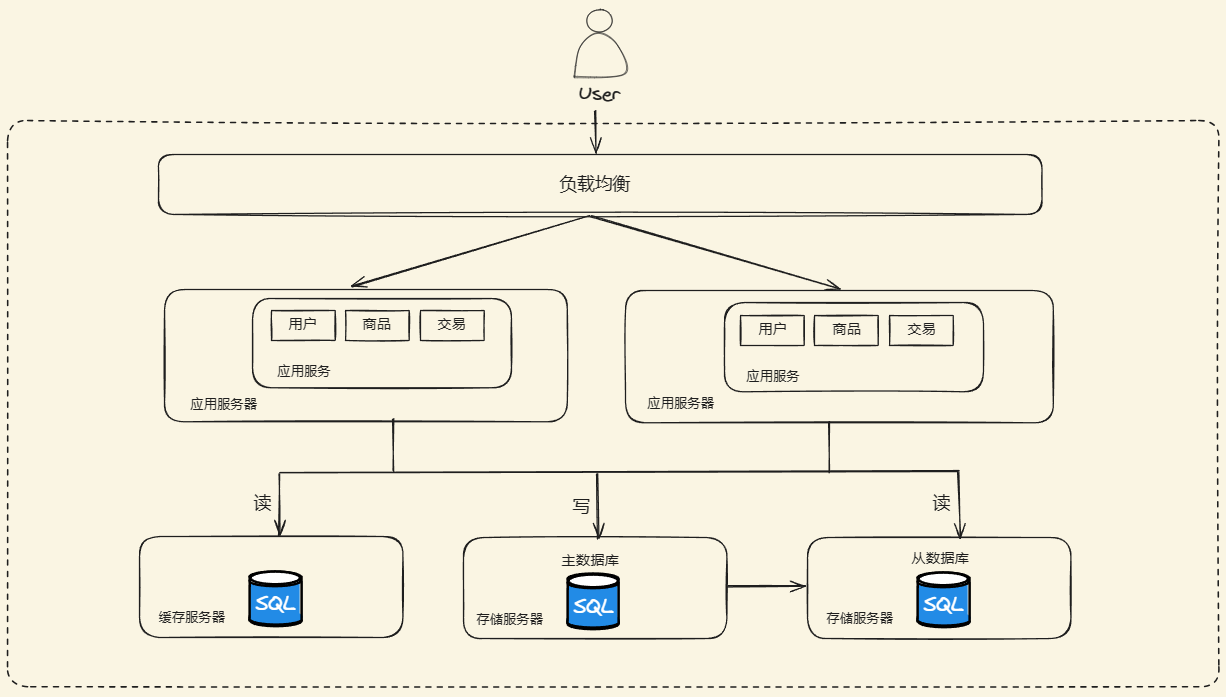 User
负载均衡
用户 商品 交易
应用服务
应用服务器
用户 商品 交易
应用服务
应用服务器
读
写
读
SQL
缓存服务器
主数据库
SQL
存储服务器
从数据库
SQL
存储服务器